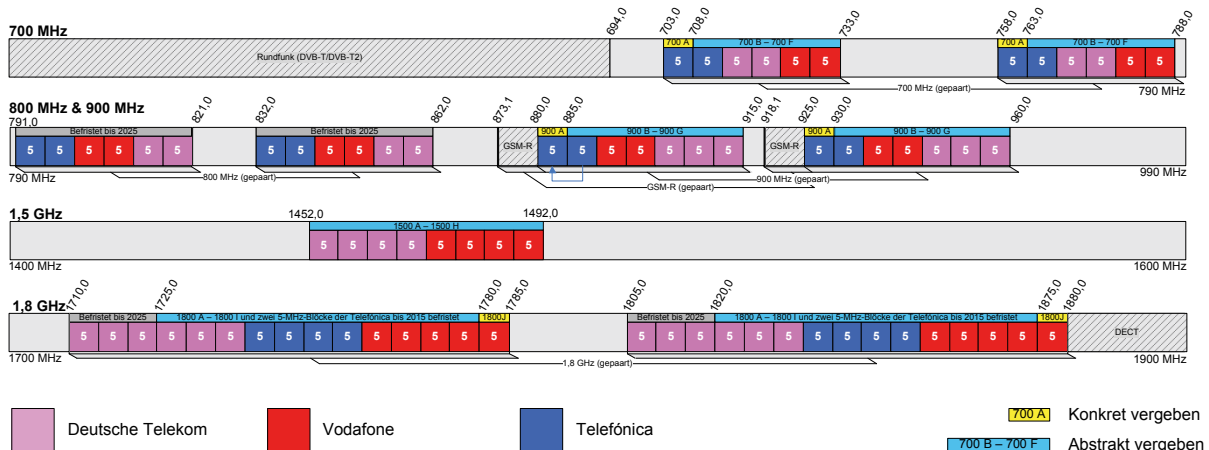 700 MHz
694,0
703,0
708,0
733,0
758,0
763,0
788,0
Rundfunk (DVB-T/DVB-T2)
700 A
700 B – 700 F
700 A
700 B – 700 F
5 5 5 5 5 5
5 5 5 5 5 5
700 MHz (gepaart)
790 MHz
800 MHz & 900 MHz
791,0
821,0
832,0
862,0
873,1
880,0
885,0
915,0
918,1
925,0
930,0
960,0
Befristet bis 2025
Befristet bis 2025
GSM-R
900 A
900 B – 900 G
GSM-R
900 A
900 B – 900 G
5 5 5 5 5 5
5 5 5 5 5 5
5 5 5 5 5 5 5
5 5 5 5 5 5 5
790 MHz
800 MHz (gepaart)
GSM-R (gepaart)
900 MHz (gepaart)
990 MHz
1,5 GHz
1452,0
1492,0
1500 A – 1500 H
5 5 5 5 5 5 5 5
1400 MHz
1600 MHz
1,8 GHz
1710,0
1725,0
1780,0
1785,0
1805,0
1820,0
1875,0
1880,0
Befristet bis 2025
1800 A – 1800 I und zwei 5-MHz-Blöcke der Telefónica bis 2015 befristet
1800J
Befristet bis 2025
1800 A – 1800 I und zwei 5-MHz-Blöcke der Telefónica bis 2015 befristet
1800J
5 5 5 5 5 5 5 5 5 5 5 5 5 5 5
5 5 5 5 5 5 5 5 5 5 5 5 5 5 5
DECT
1700 MHz
1,8 GHz (gepaart)
1900 MHz
Deutsche Telekom
Vodafone
Telefónica
700 A
Konkret vergeben
700 B – 700 F
Abstrakt vergeben